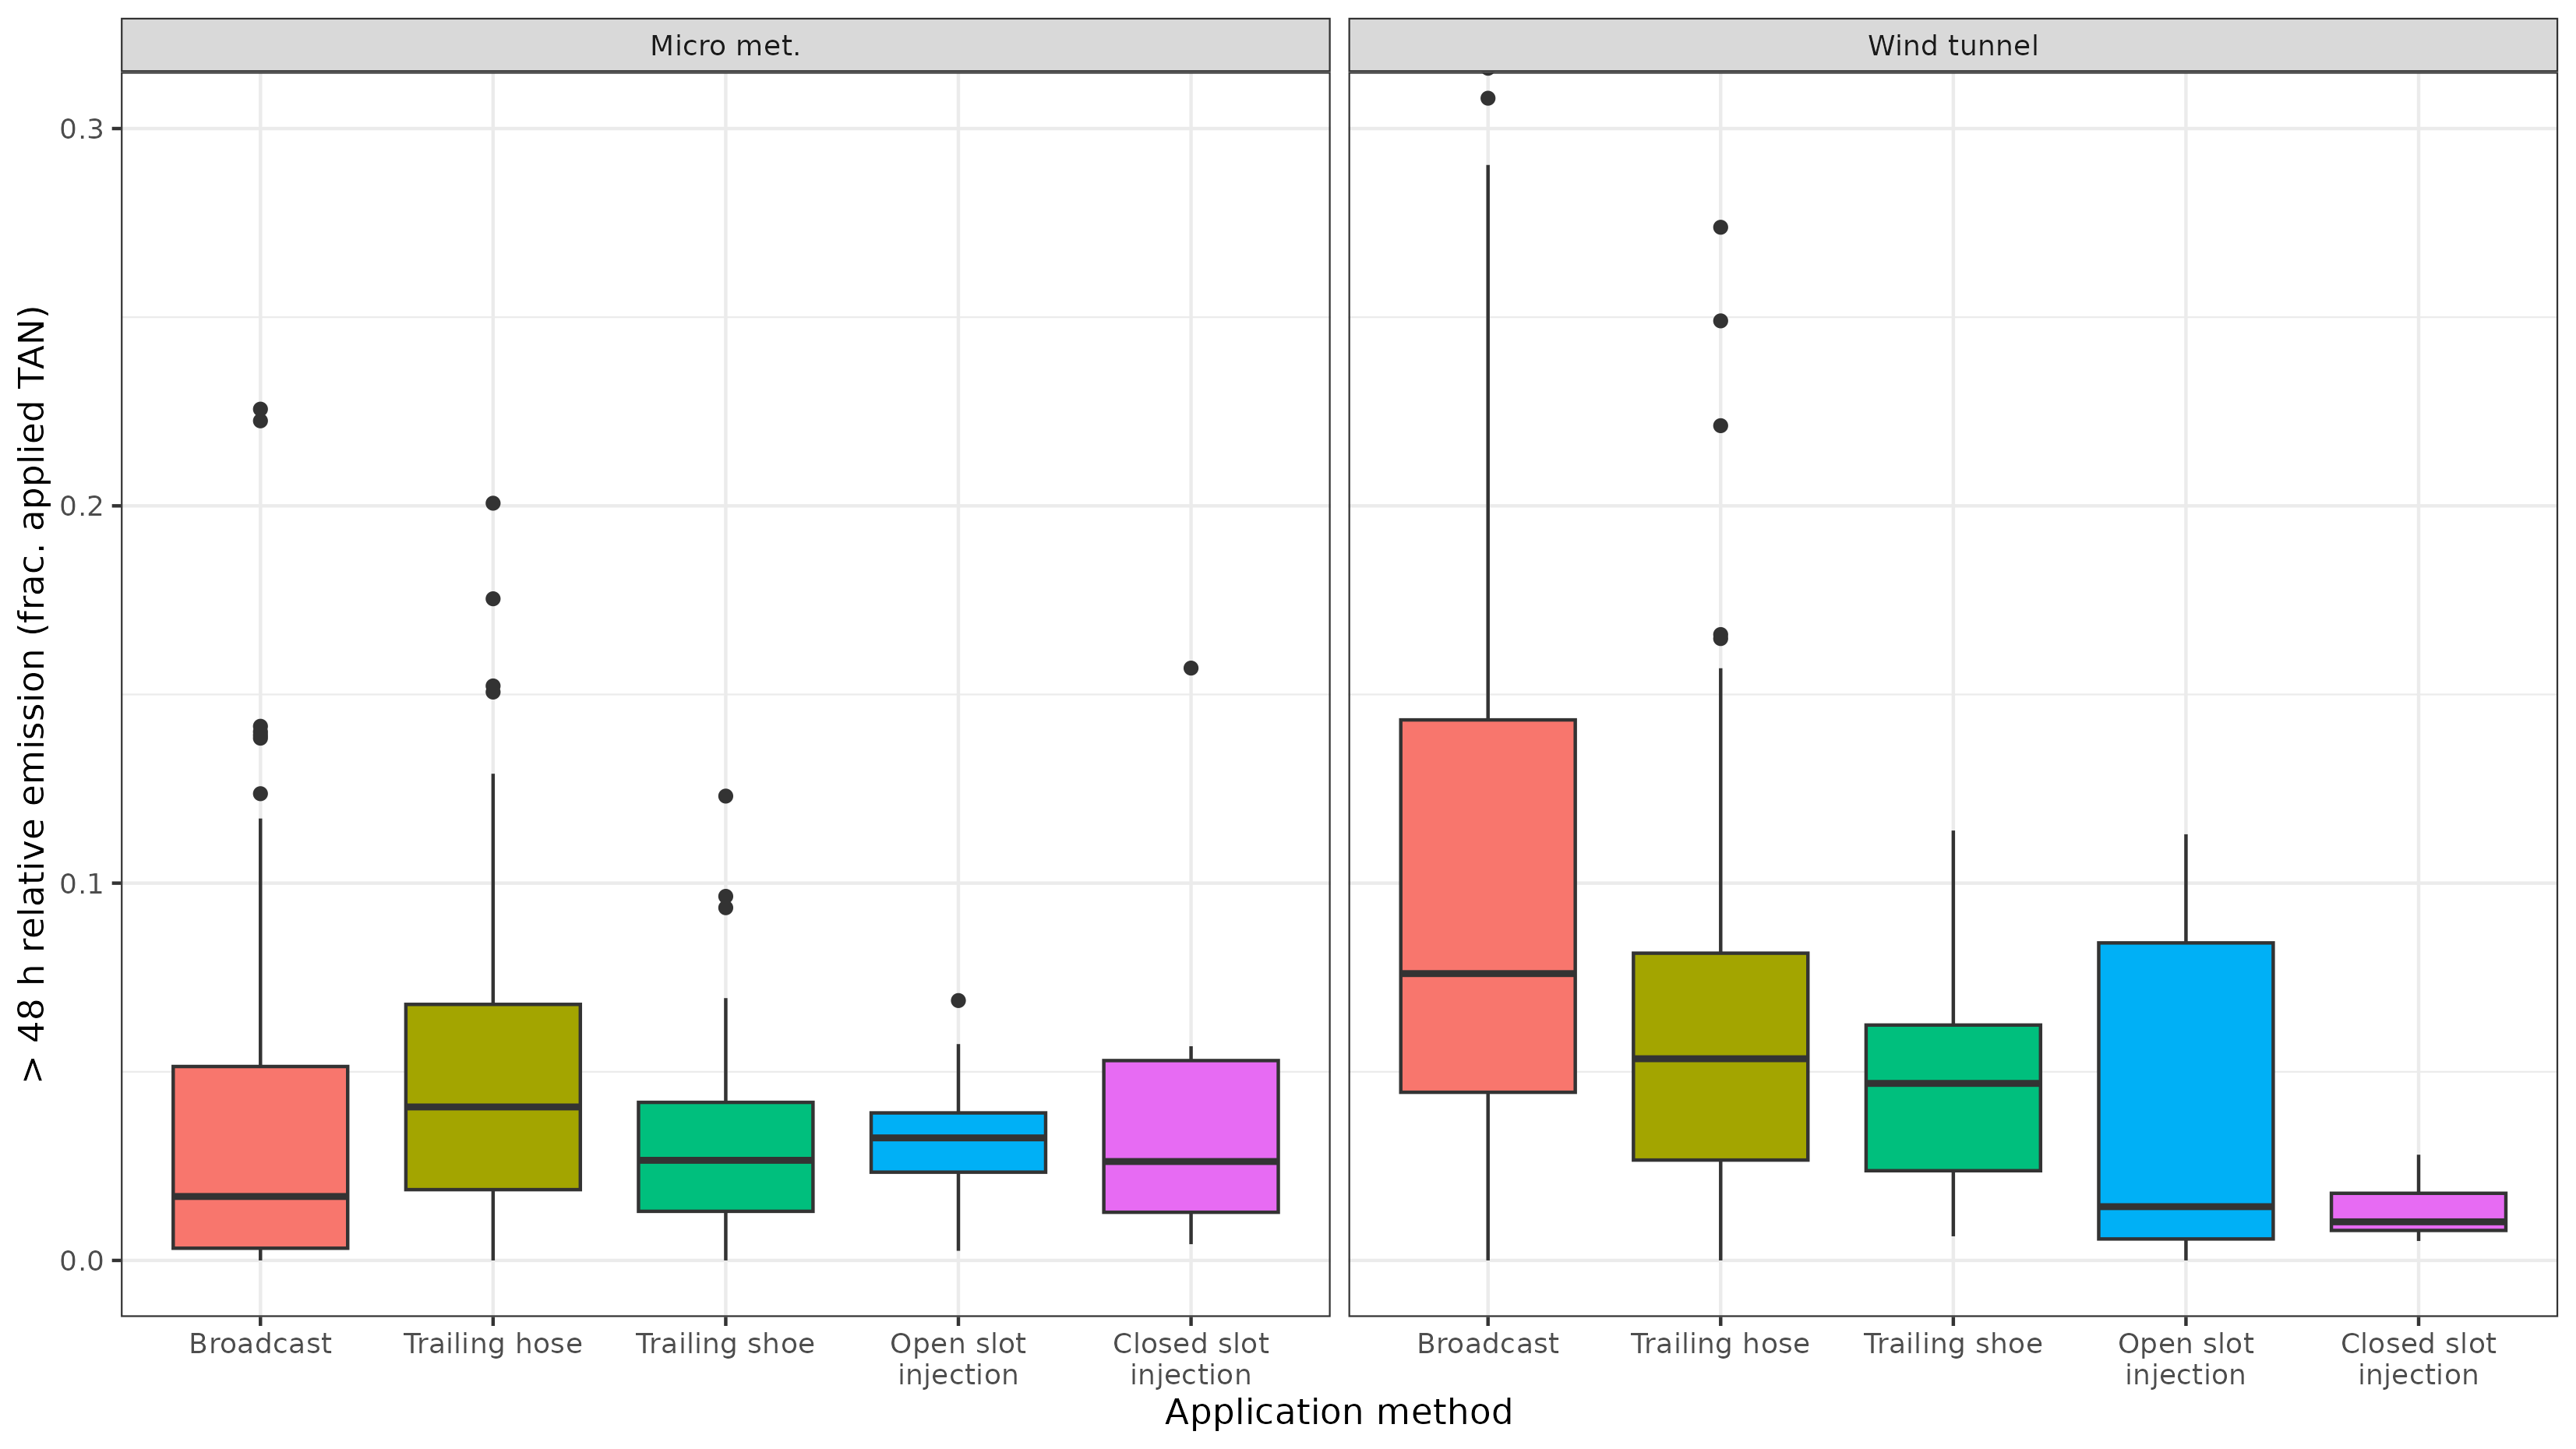 Micro met.
Wind tunnel
> 48 h relative emission (frac. applied TAN)
0.3
0.2
0.1
0.0
Broadcast
Trailing hose
Trailing shoe
Open slot
injection
Closed slot
injection
Broadcast
Trailing hose
Trailing shoe
Open slot
injection
Closed slot
injection
Application method